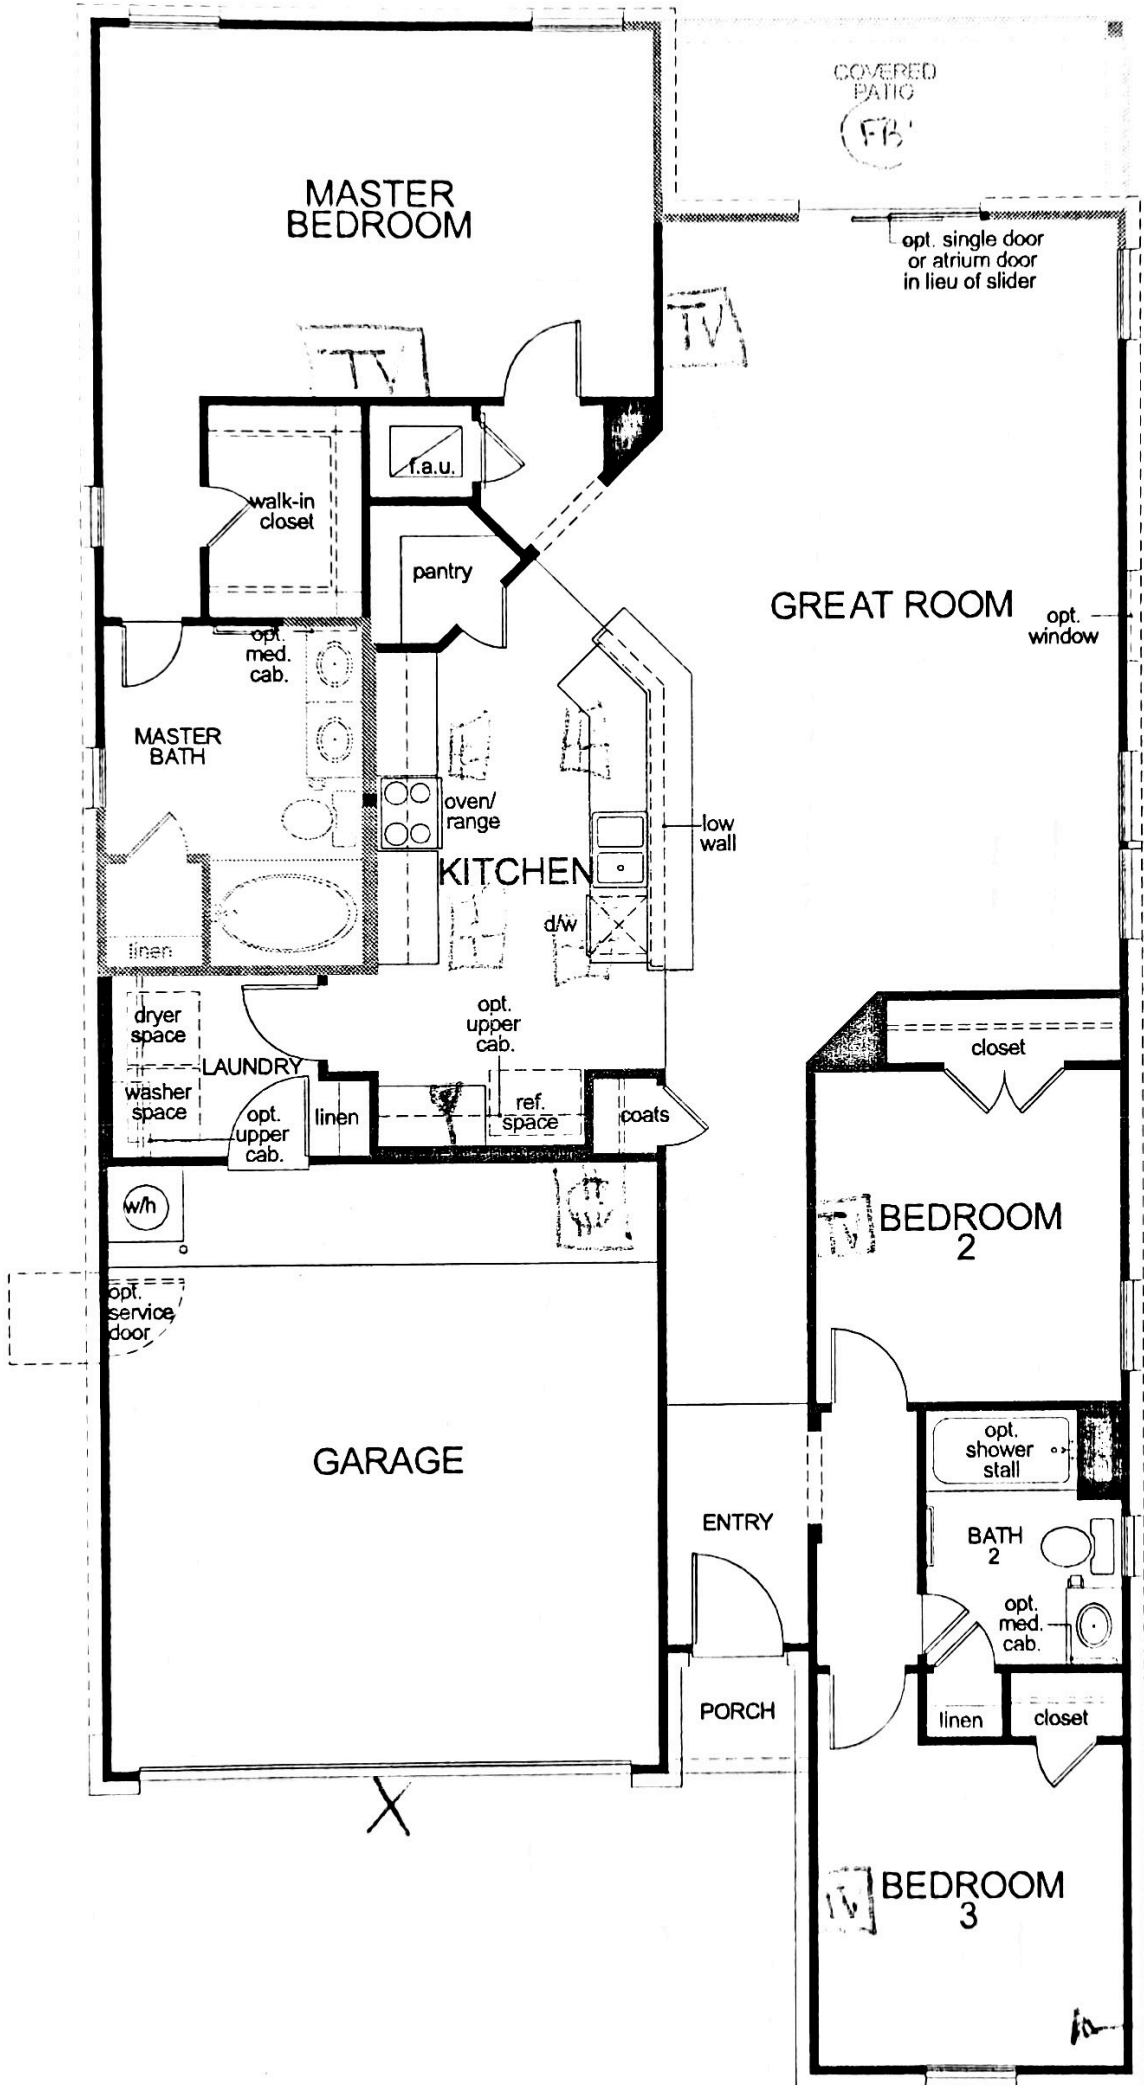 COVERED
PATIO
FB'
MASTER
BEDROOM
opt. single door
or atrium door
in lieu of slider
TV
TV
f.a.u.
walk-in
closet
pantry
GREAT ROOM
opt.
window
opt.
med.
cab.
MASTER
BATH
oven/
range
low
wall
KITCHEN
d/w
linen
dryer
space
opt.
upper
cab.
closet
LAUNDRY
washer
space
opt.
upper
cab.
linen
ref.
space
coats
w/h
TV
BEDROOM
2
opt.
service
door
opt.
shower
stall
GARAGE
ENTRY
BATH
2
opt.
med.
cab.
PORCH
linen
closet
X
TV
BEDROOM
3